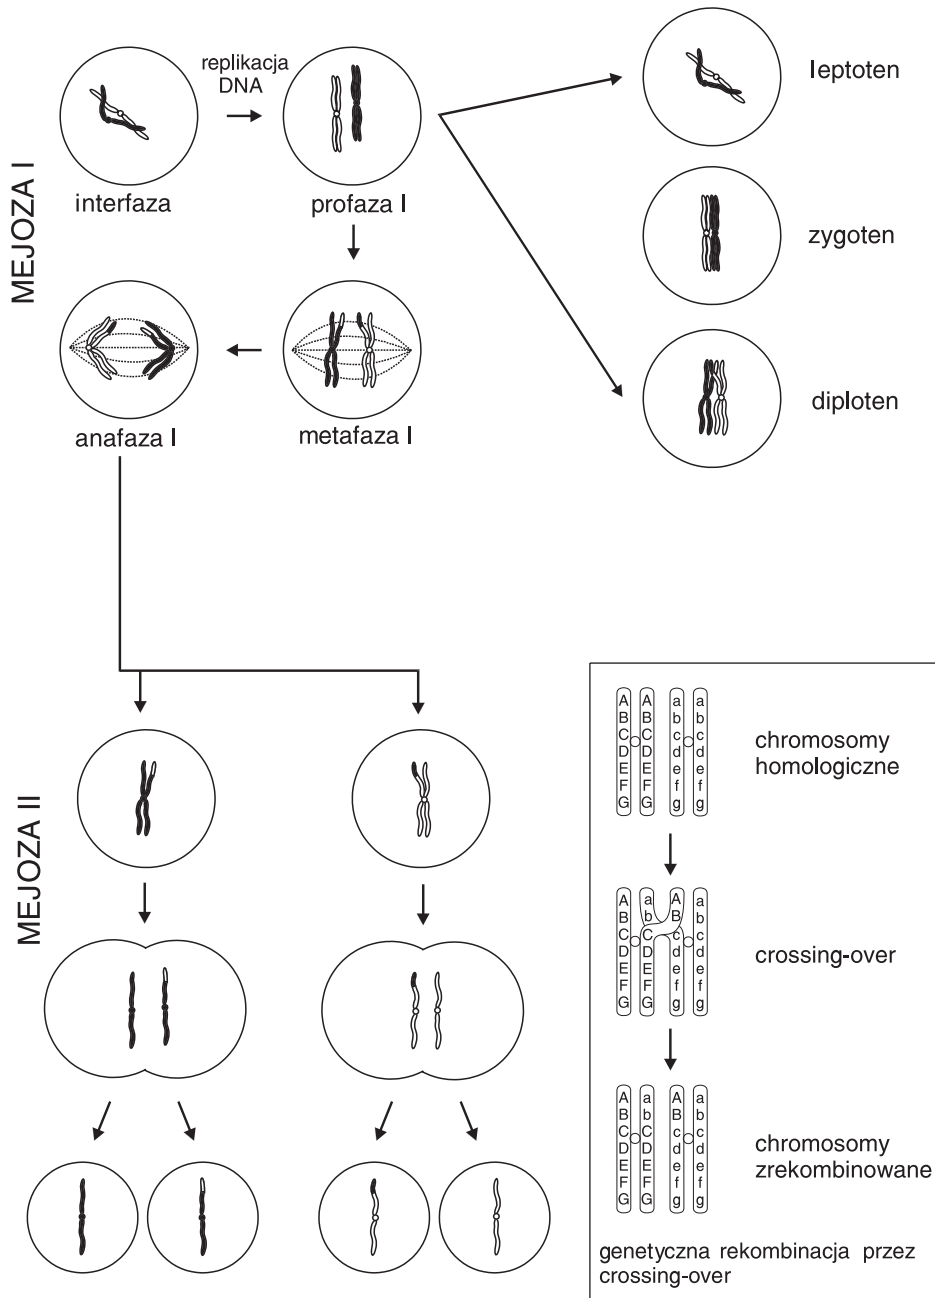 MEJOZA I
replikacja
DNA
interfaza
profaza I
anafaza I
metafaza I
leptoten
zygoten
diploten
MEJOZA II
A A a a
B B b b
C C c c
D D d d
E E e e
F F f f
G G g g
chromosomy
homologiczne
A a A a
B b B b
C C c c
D D d d
E E e e
F F f f
G G g g
crossing-over
A a A a
B b B b
C C c c
D D d d
E E e e
F F f f
G G g g
chromosomy
zrekombinowane
genetyczna rekombinacja przez
crossing-over